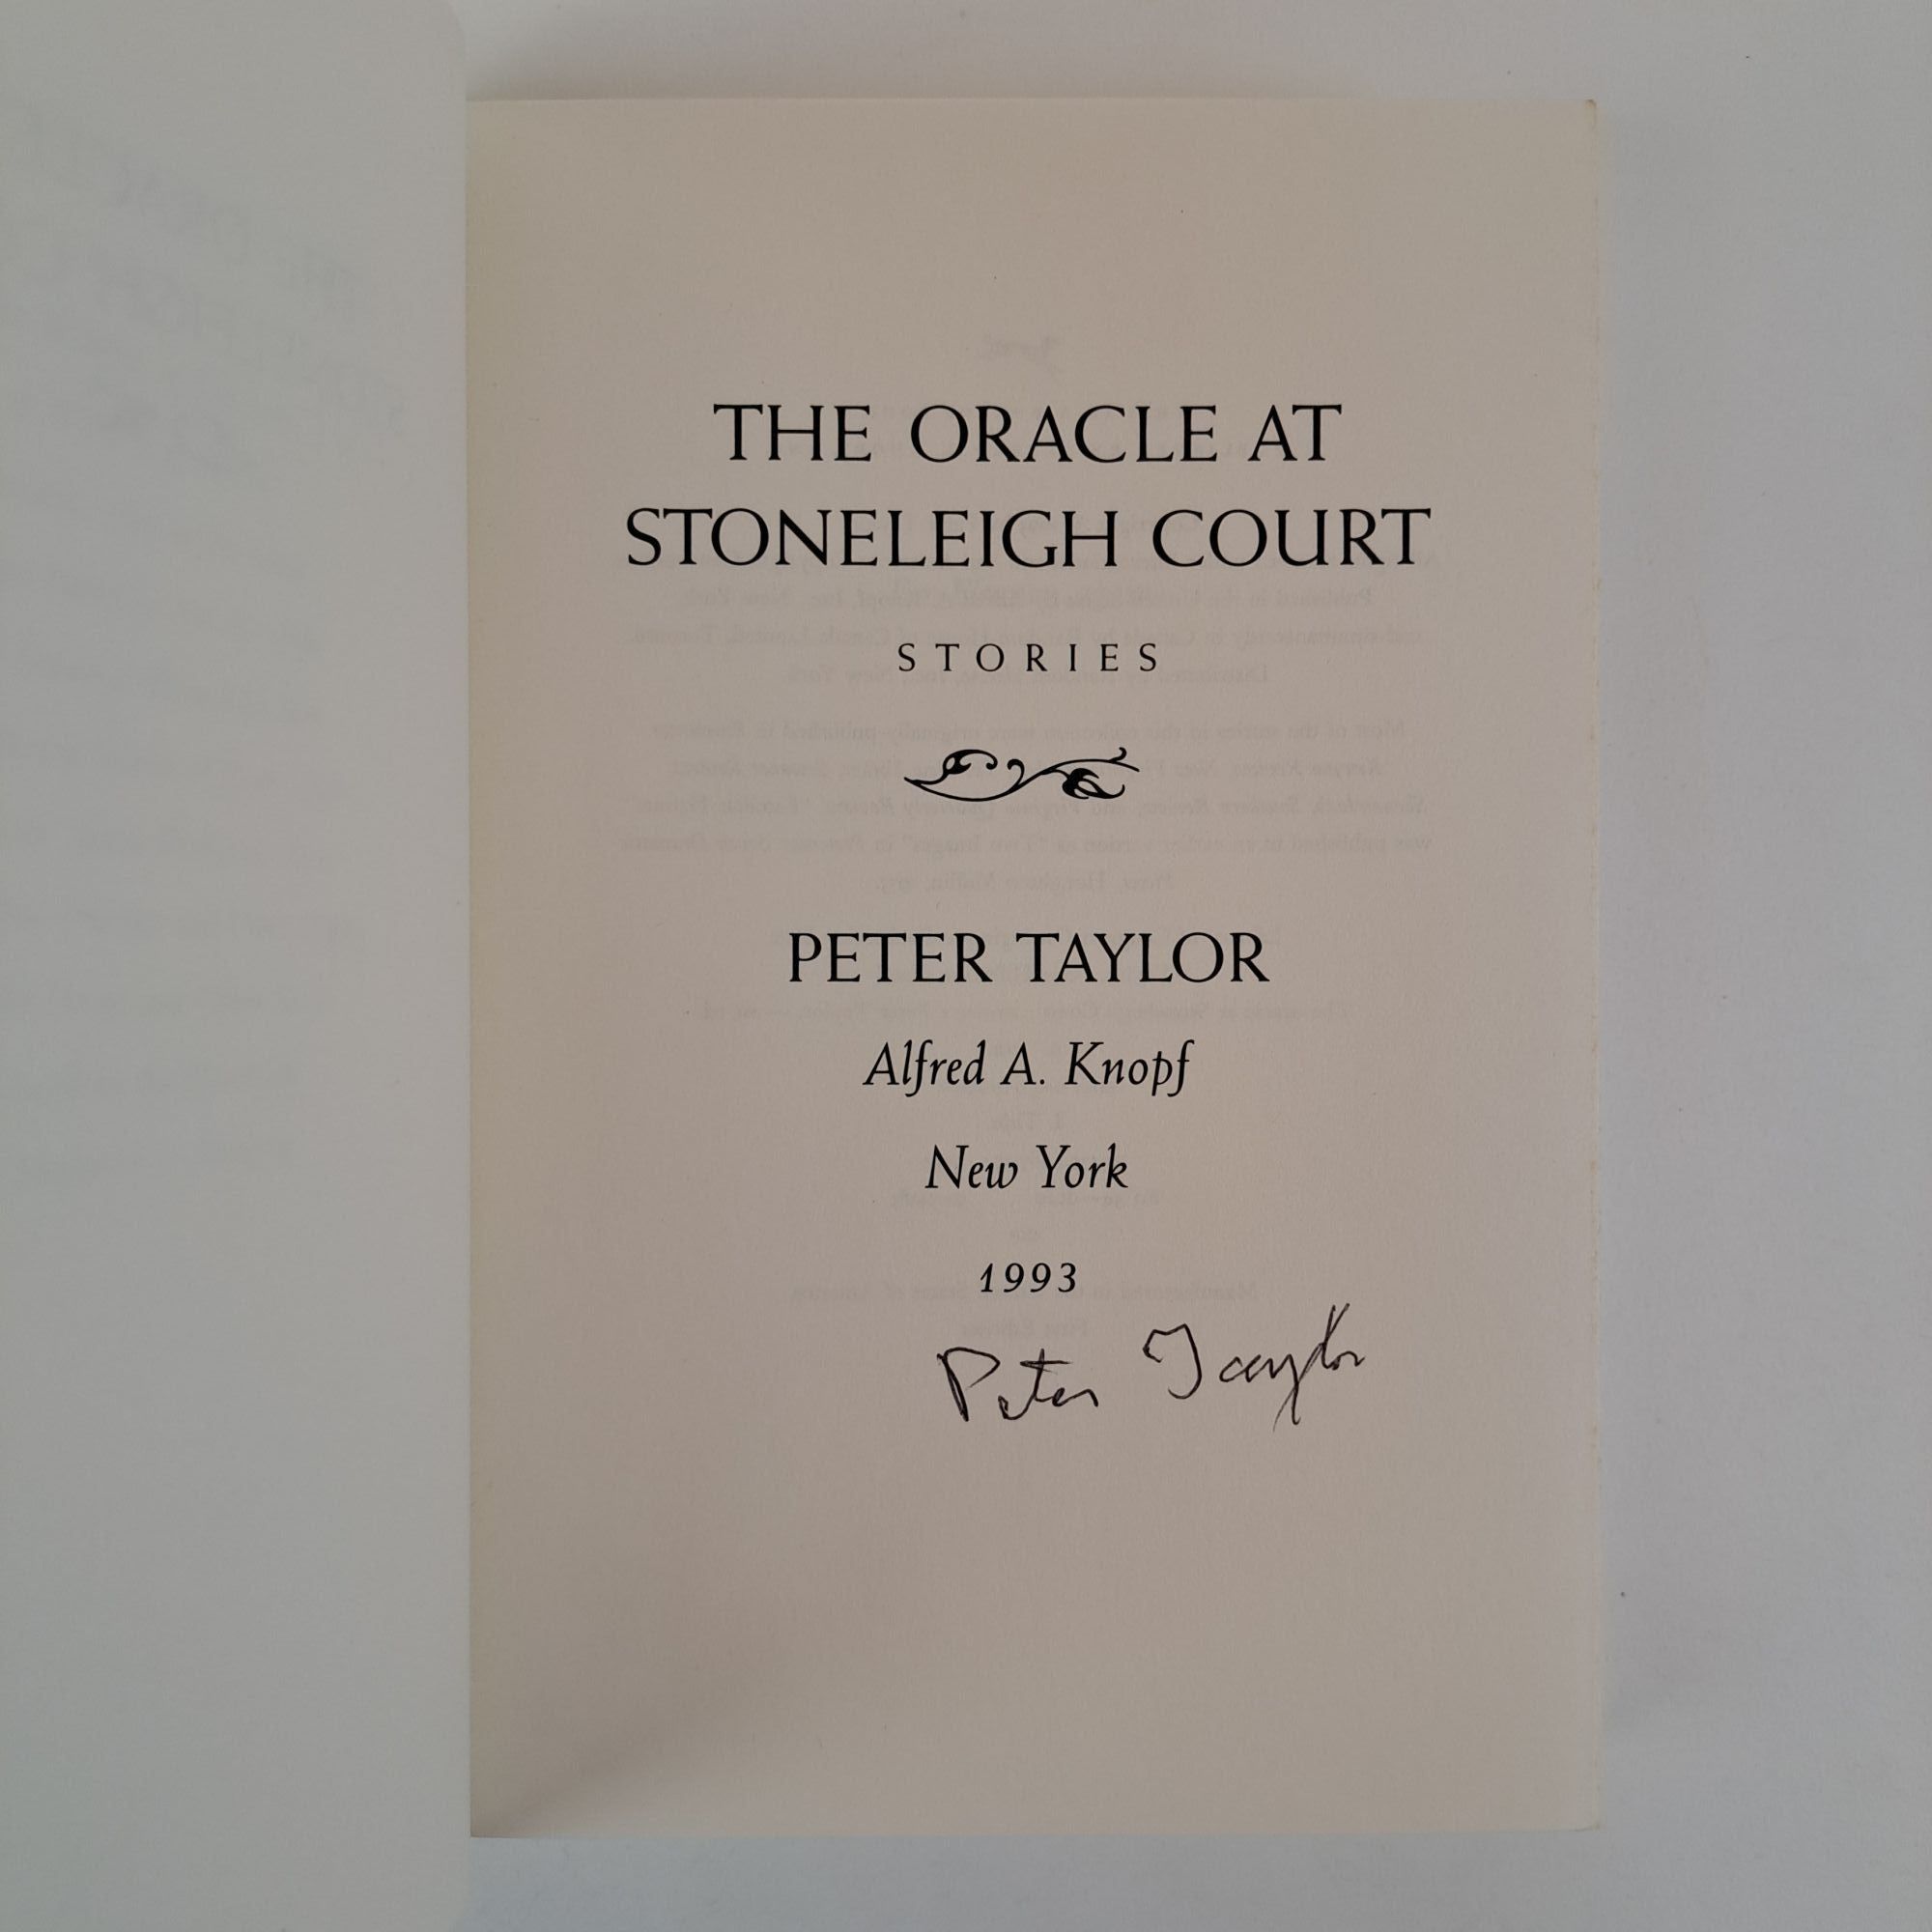 THE ORACLE AT
STONELEIGH COURT
STORIES
PETER TAYLOR
Alfred A. Knopf
New York
1993
Peter Taylor